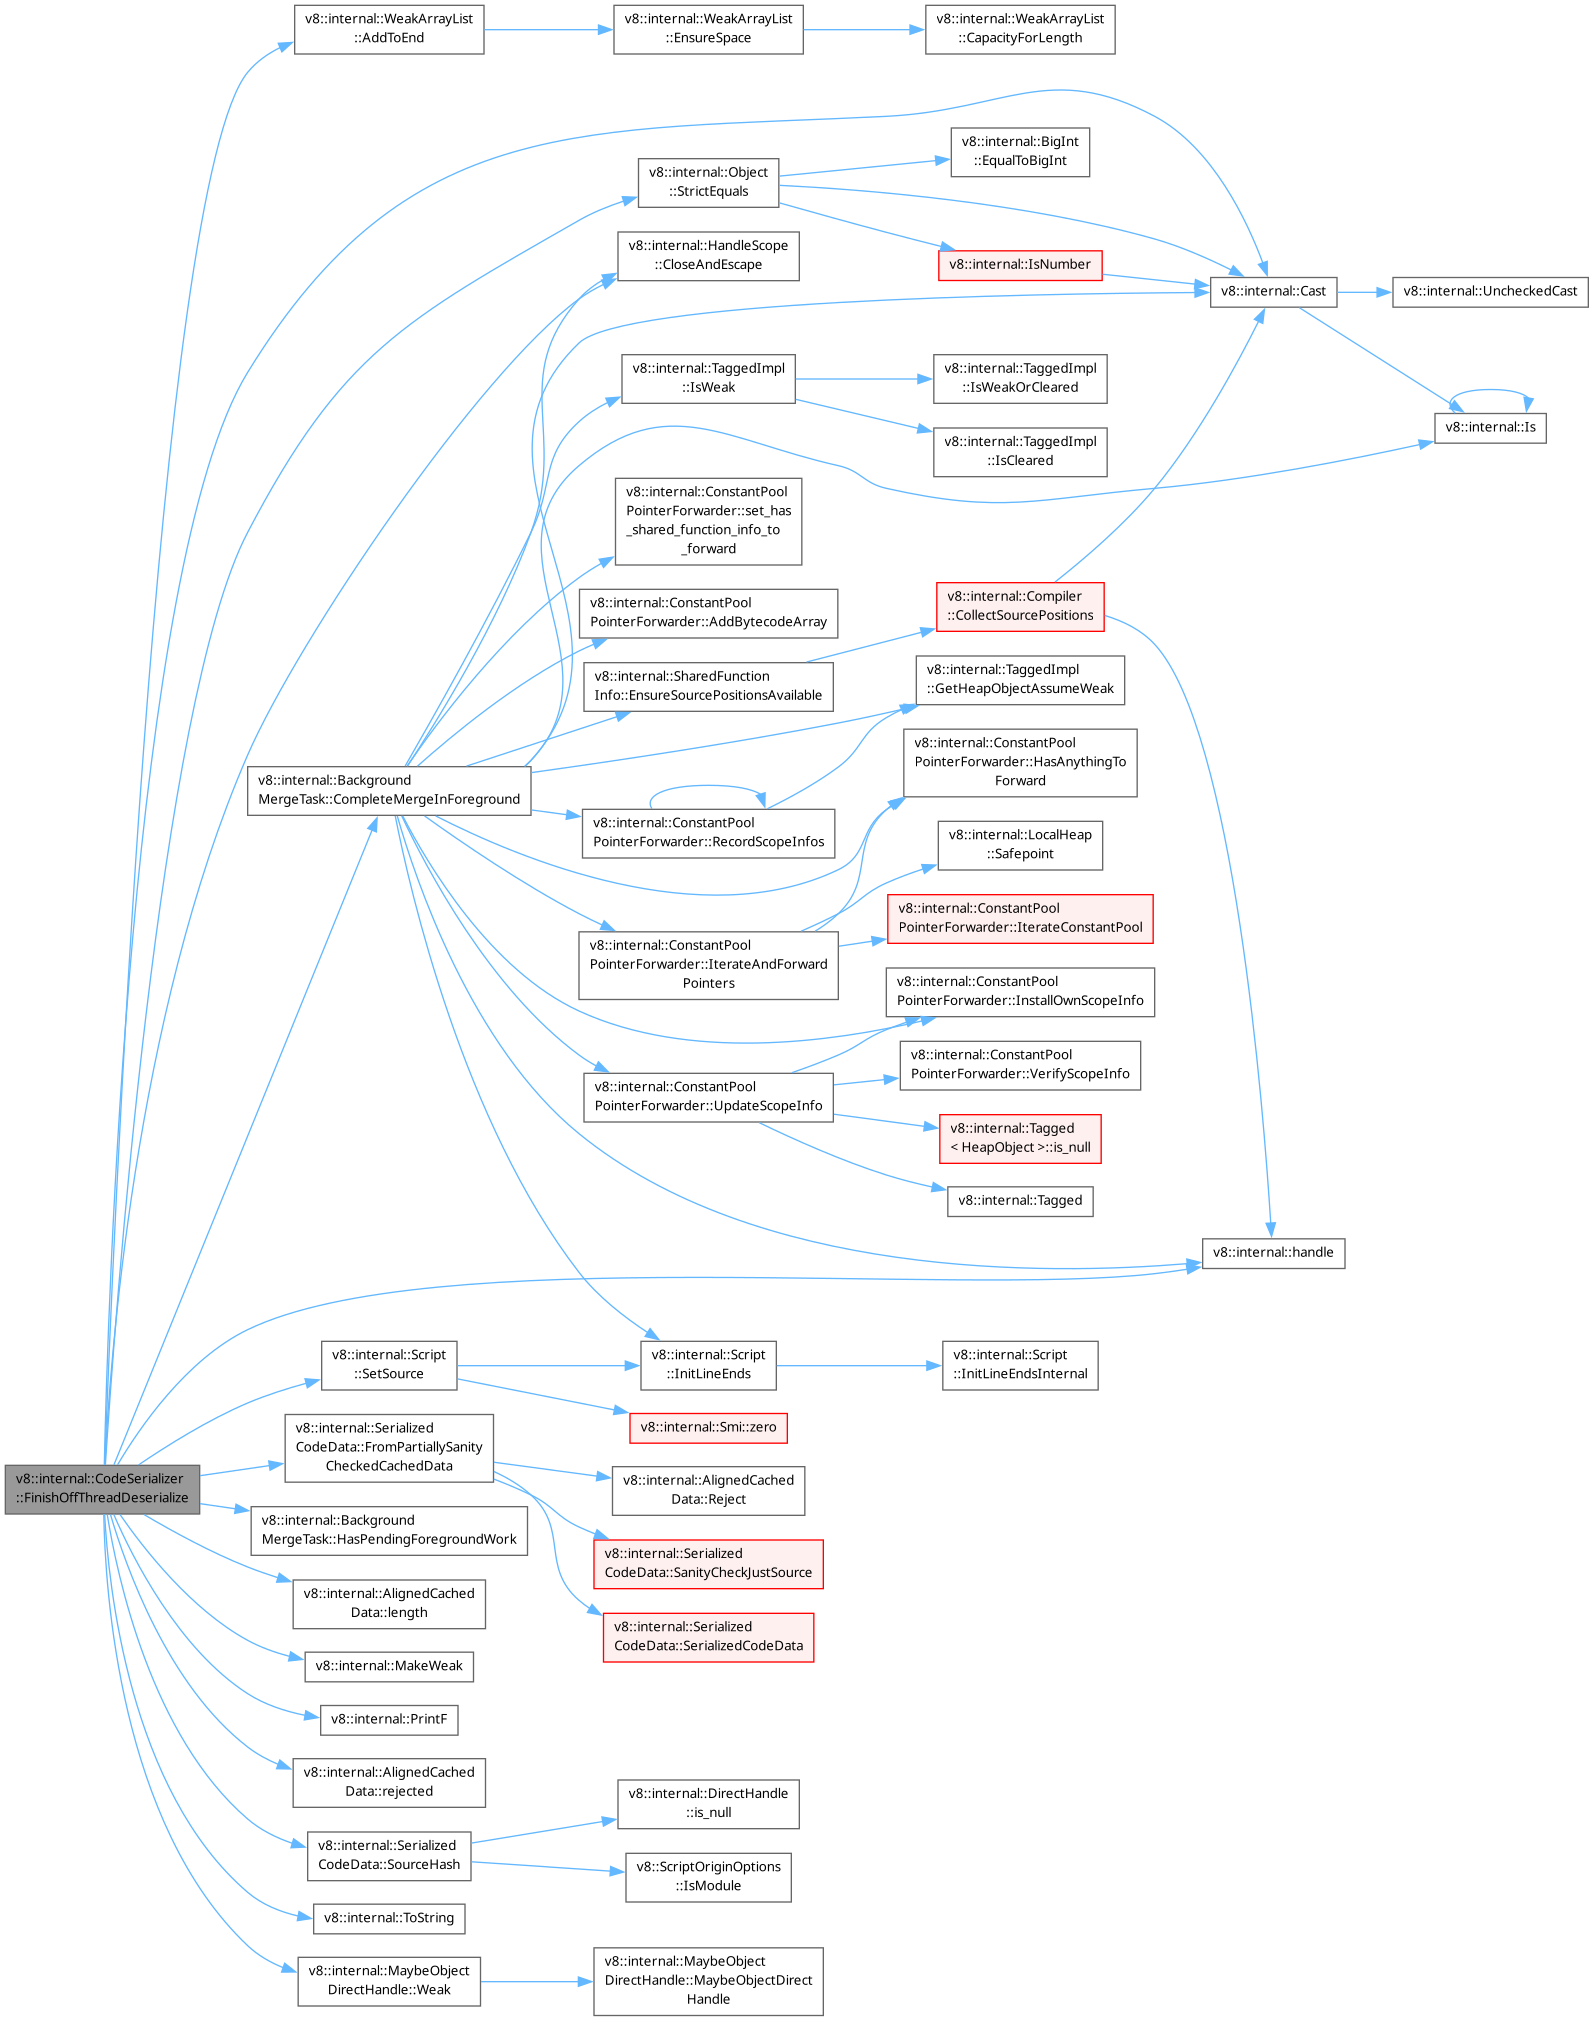 v8::internal::WeakArrayList
::AddToEnd
v8::internal::WeakArrayList
::EnsureSpace
v8::internal::WeakArrayList
::CapacityForLength
v8::internal::BigInt
::EqualToBigInt
v8::internal::Object
::StrictEquals
v8::internal::HandleScope
::CloseAndEscape
v8::internal::IsNumber
v8::internal::Cast
v8::internal::UncheckedCast
v8::internal::TaggedImpl
::IsWeak
v8::internal::TaggedImpl
::IsWeakOrCleared
v8::internal::Is
v8::internal::TaggedImpl
::IsCleared
v8::internal::ConstantPool
PointerForwarder::set_has
_shared_function_info_to
_forward
v8::internal::ConstantPool
PointerForwarder::AddBytecodeArray
v8::internal::Compiler
::CollectSourcePositions
v8::internal::SharedFunction
Info::EnsureSourcePositionsAvailable
v8::internal::TaggedImpl
::GetHeapObjectAssumeWeak
v8::internal::ConstantPool
PointerForwarder::HasAnythingTo
Forward
v8::internal::Background
MergeTask::CompleteMergeInForeground
v8::internal::ConstantPool
PointerForwarder::RecordScopeInfos
v8::internal::LocalHeap
::Safepoint
v8::internal::ConstantPool
PointerForwarder::IterateConstantPool
v8::internal::ConstantPool
PointerForwarder::IterateAndForward
Pointers
v8::internal::ConstantPool
PointerForwarder::InstallOwnScopeInfo
v8::internal::ConstantPool
PointerForwarder::VerifyScopeInfo
v8::internal::ConstantPool
PointerForwarder::UpdateScopeInfo
v8::internal::Tagged
< HeapObject >::is_null
v8::internal::Tagged
v8::internal::handle
v8::internal::Script
::SetSource
v8::internal::Script
::InitLineEnds
v8::internal::Script
::InitLineEndsInternal
v8::internal::Smi::zero
v8::internal::Serialized
CodeData::FromPartiallySanity
CheckedCachedData
v8::internal::CodeSerializer
::FinishOffThreadDeserialize
v8::internal::AlignedCached
Data::Reject
v8::internal::Background
MergeTask::HasPendingForegroundWork
v8::internal::Serialized
CodeData::SanityCheckJustSource
v8::internal::AlignedCached
Data::length
v8::internal::Serialized
CodeData::SerializedCodeData
v8::internal::MakeWeak
v8::internal::PrintF
v8::internal::AlignedCached
Data::rejected
v8::internal::DirectHandle
::is_null
v8::internal::Serialized
CodeData::SourceHash
v8::ScriptOriginOptions
::IsModule
v8::internal::ToString
v8::internal::MaybeObject
DirectHandle::Weak
v8::internal::MaybeObject
DirectHandle::MaybeObjectDirect
Handle